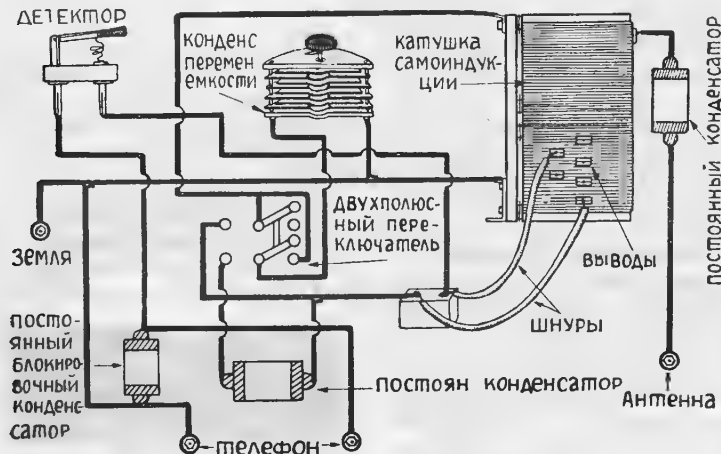 ДЕТЕКТОР
КОНДЕНС
ПЕРЕМЕН
ЕМКОСТИ
КАТУШКА
САМОИНДУК-
ЦИИ
ПОСТОЯННЫЙ КОНДЕНСАТОР
ДВУХПОЛЮС-
НЫЙ ПЕРЕ-
КЛЮЧАТЕЛЬ
ЗЕМЛЯ
ВЫВОДЫ
ШНУРЫ
ПОСТО-
ЯННЫЙ
БЛОКИРО-
ВОЧНЫЙ
КОНДЕН-
САТОР
ПОСТОЯН КОНДЕНСАТОР
Антенна
ТЕЛЕФОН